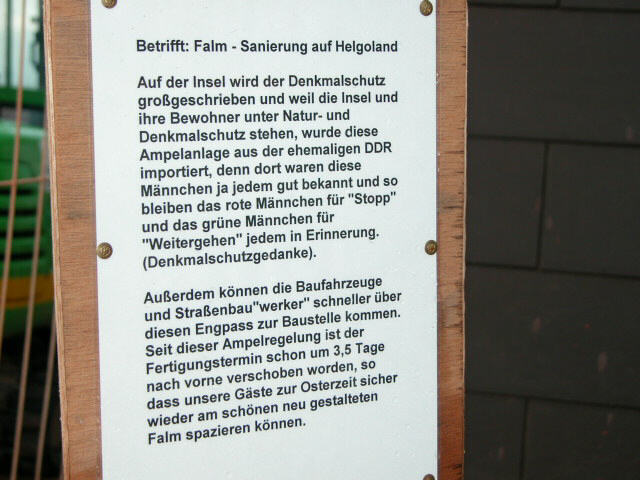 Betrifft: Falm - Sanierung auf Helgoland
Auf der Insel wird der Denkmalschutz
großgeschrieben und weil die Insel und
ihre Bewohner unter Natur- und
Denkmalschutz stehen, wurde diese
Ampelanlage aus der ehemaligen DDR
importiert, denn dort waren diese
Männchen ja jedem gut bekannt und so
bleiben das rote Männchen für "Stopp"
und das grüne Männchen für
"Weitergehen" jedem in Erinnerung.
(Denkmalschutzgedanke).
Außerdem können die Baufahrzeuge
und Straßenbau"werker" schneller über
diesen Engpass zur Baustelle kommen.
Seit dieser Ampelregelung ist der
Fertigungstermin schon um 3,5 Tage
nach vorne verschoben worden, so
dass unsere Gäste zur Osterzeit sicher
wieder am schönen neu gestalteten
Falm spazieren können.